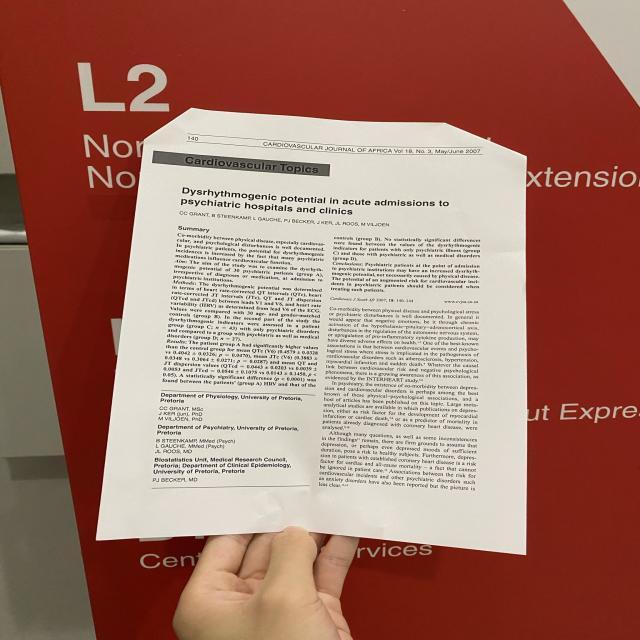 L2
Nor
No
xtensio
ut Expre
Cent
rvices
140
CARDIOVASCULAR JOURNAL OF AFRICA Vol 18, No. 3, May/June 2007
Cardiovascular Topics
Dysrhythmogenic potential in acute admissions to
psychiatric hospitals and clinics
CC GRANT, B STEENKAMP, L GAUCHE, PJ BECKER, J KER, JL ROOS, M VILJOEN
Summary
Co-morbidity between physical disease, especially cardiovas-
cular, and psychological disturbances is well documented.
In psychiatric patients, the potential for dysrhythmic
incidences is increased by the fact that many psychiatric
medications influence cardiovascular function.
Aim: The aim of the study was to examine the dysrhyth-
mogenic potential of 30 psychiatric patients (group A),
irrespective of diagnoses or medication, at admission to
psychiatric institutions.
Methods: The dysrhythmogenic potential was determined
in terms of heart rate-corrected QT intervals (QTc), heart
rate-corrected JT intervals (JTc), QT and JT dispersion
(QTcd and JTcd) between leads V1 and V6, and heart rate
variability (HRV) as determined from lead V6 of the ECG.
Values were compared with 30 age- and gender-matched
controls (group B). In the second part of the study the
dysrhythmogenic indicators were assessed in a patient
group (group C; n = 43) with only psychiatric disorders
and compared to a group with psychiatric as well as medical
disorders (group D; n = 27).
Results: The patient group A had significantly higher values
than the control group for mean QTc (V6) (0.4579 ± 0.0328
vs 0.4042 ± 0.0326; p = 0.0470), mean JTc (V6) (0.3883 ±
0.0348 vs 0.3064 ± 0.0271; p = 0.0287) and mean QT and
JT dispersion values (QTcd = 0.0443 ± 0.0203 vs 0.0039 ±
0.0053 and JTcd = 0.0546 ± 0.1075 vs 0.0143 ± 0.1450, p <
0.05). A statistically significant difference (p < 0.0001) was
found between the patients' (group A) HRV and that of the
controls (group B). No statistically significant differences
were found between the values of the dysrhythmogenic
indicators for patients with only psychiatric illness (group
C) and those with psychiatric as well as medical disorders
(group D).
Conclusions: Psychiatric patients at the point of admission
to psychiatric institutions may have an increased dysrhyth-
mogenic potential, not necessarily caused by physical disease.
The potential of an augmented risk for cardiovascular inci-
dents in psychiatric patients should be considered when
treating such patients.
Cardiovasc J South Afr 2007; 18: 140–144
www.cvjsa.co.za
Co-morbidity between physical disease and psychological stress
or psychiatric disturbances is well documented. In general it
would appear that negative emotions, be it through chronic
activation of the hypothalamic–pituitary–adrenocortical axis,
disturbances in the regulation of the autonomic nervous system,
or upregulation of pro-inflammatory cytokine production, may
have diverse adverse effects on health. One of the best-known
associations is that between cardiovascular events and psycho-
logical stress where stress is implicated in the pathogenesis of
cardiovascular disorders such as atherosclerosis, hypertension,
myocardial infarction and sudden death. Whatever the causal
link between cardiovascular risk and negative psychological
phenomena, there is a growing awareness of this association, as
evidenced by the INTERHEART study.
In psychiatry, the existence of co-morbidity between depres-
sion and cardiovascular disorders is perhaps among the best
known of these physical–psychological associations, and a
host of articles has been published on this topic. Large meta-
analytical studies are available in which publications on depres-
sion, either as risk factor for the development of myocardial
infarction or cardiac death, or as a predictor of mortality in
patients already diagnosed with coronary heart disease, were
analysed.
Although many questions, as well as some inconsistencies
in the findings remain, there are firm grounds to assume that
depression, or perhaps even depressed moods of sufficient
duration, pose a risk to healthy subjects. Furthermore, depres-
sion in patients with established coronary heart disease is a risk
factor for cardiac and all-cause mortality – a fact that cannot
be ignored in patient care. Associations between the risk for
cardiovascular incidents and other psychiatric disorders such
as anxiety disorders have also been reported but the picture is
less clear.
Department of Physiology, University of Pretoria,
Pretoria
CC GRANT, MSc
J KER (Jun), PhD
M VILJOEN, PhD
Department of Psychiatry, University of Pretoria,
Pretoria
B STEENKAMP, MMed (Psych)
L GAUCHE, MMed (Psych)
JL ROOS, MD
Biostatistics Unit, Medical Research Council,
Pretoria; Department of Clinical Epidemiology,
University of Pretoria, Pretoria
PJ BECKER, MD